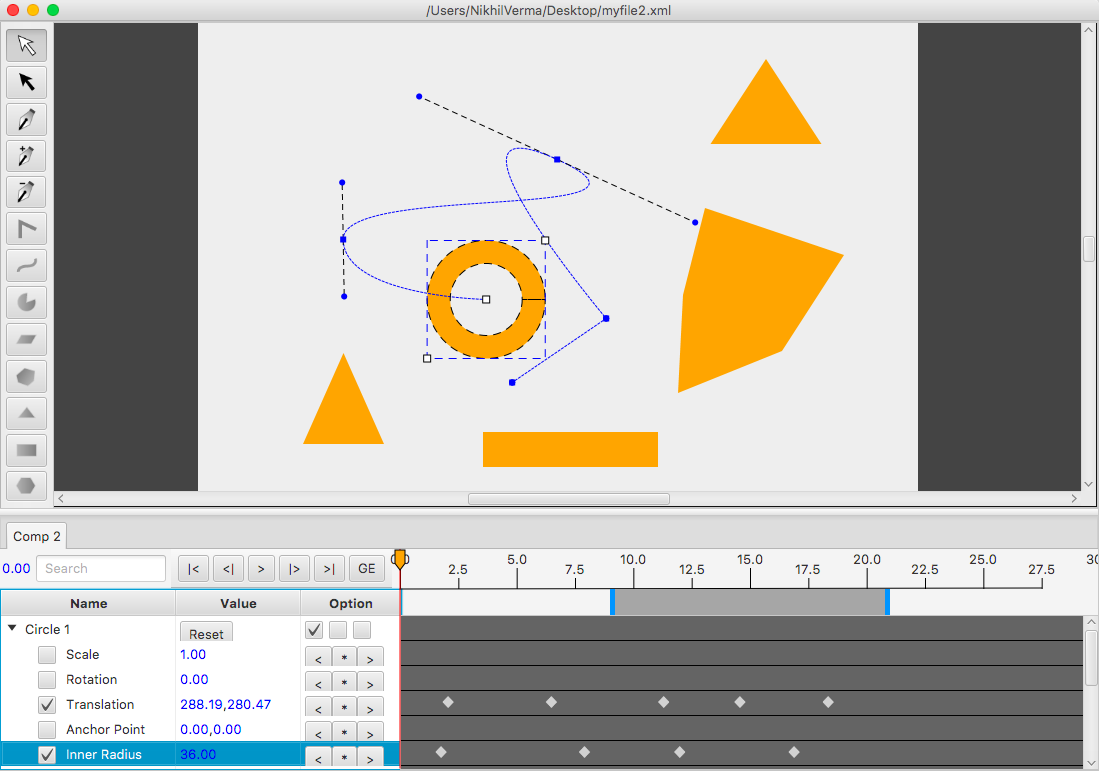 /Users/NikhilVerma/Desktop/myfile2.xml
Comp 2
0.00 Search |< <| > |> >| GE
5.0 10.0 15.0 20.0 25.0
2.5 7.5 12.5 17.5 22.5 27.5
Name Value Option
Circle 1 Reset
Scale 1.00 < * >
Rotation 0.00 < * >
Translation 288.19,280.47 < * >
Anchor Point 0.00,0.00 < * >
Inner Radius 36.00 < * >